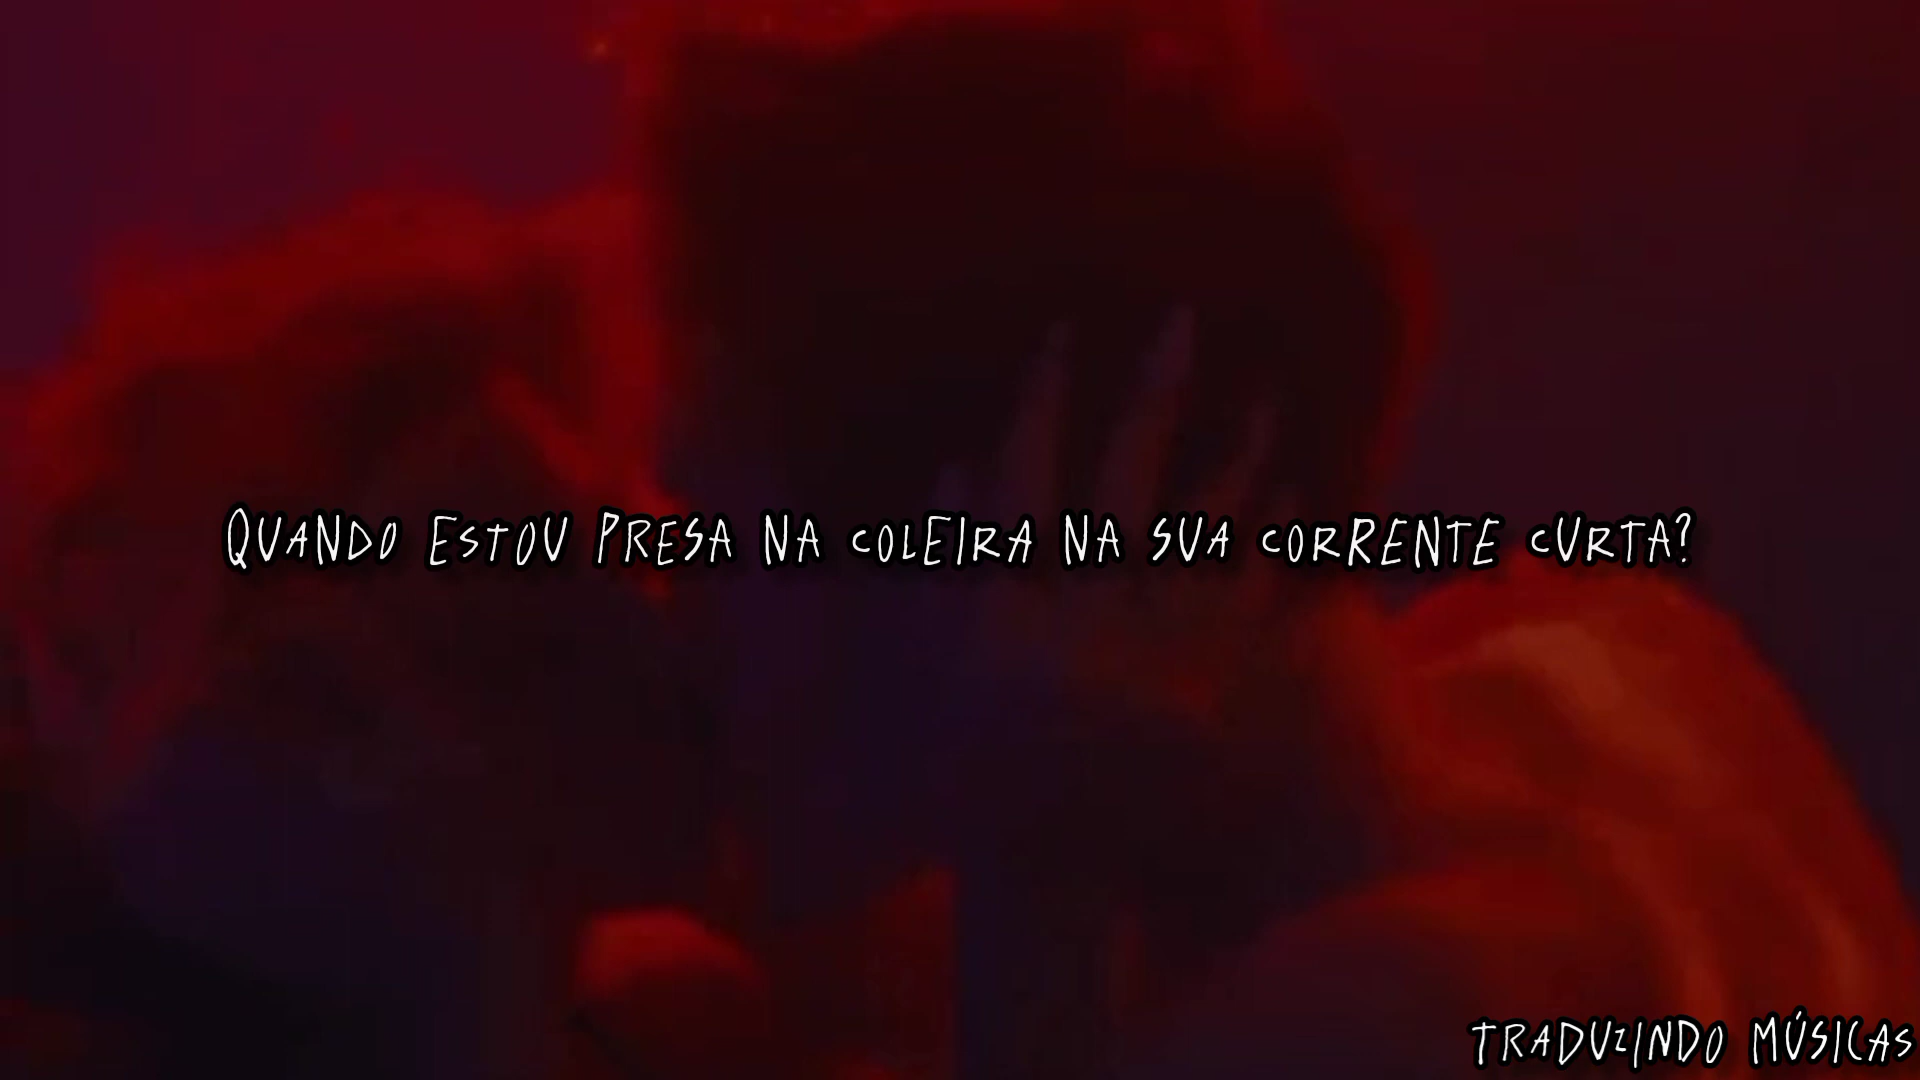 QUANDO ESTOU PRESA NA COLEIRA NA SUA CORRENTE CURTA?
TRADUZINDO MÚSICAS